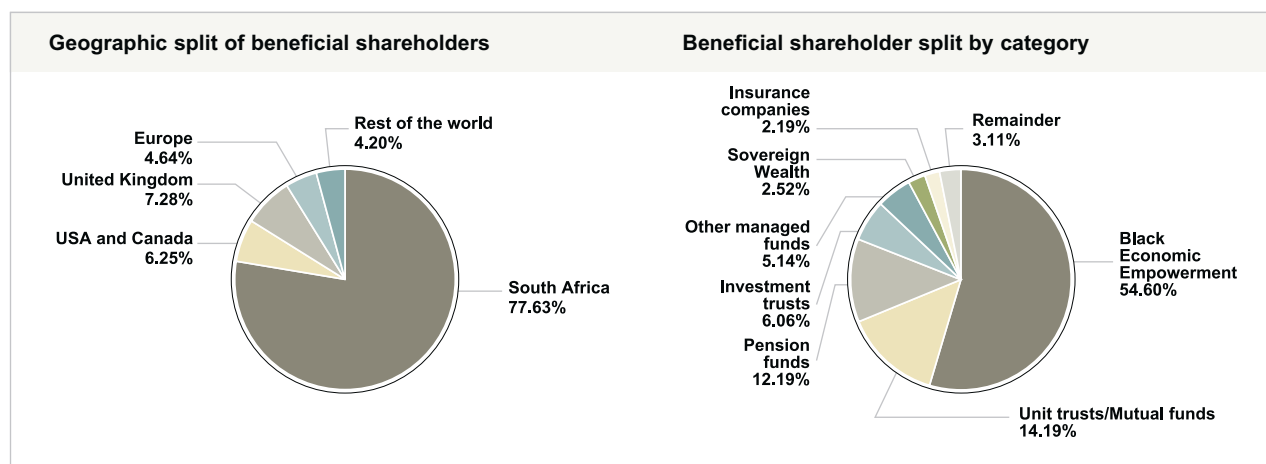 Geographic split of beneficial shareholders
Rest of the world
4.20%
Europe
4.64%
United Kingdom
7.28%
USA and Canada
6.25%
South Africa
77.63%
Beneficial shareholder split by category
Insurance
companies
2.19%
Remainder
3.11%
Sovereign
Wealth
2.52%
Other managed
funds
5.14%
Black
Economic
Empowerment
54.60%
Investment
trusts
6.06%
Pension
funds
12.19%
Unit trusts/Mutual funds
14.19%